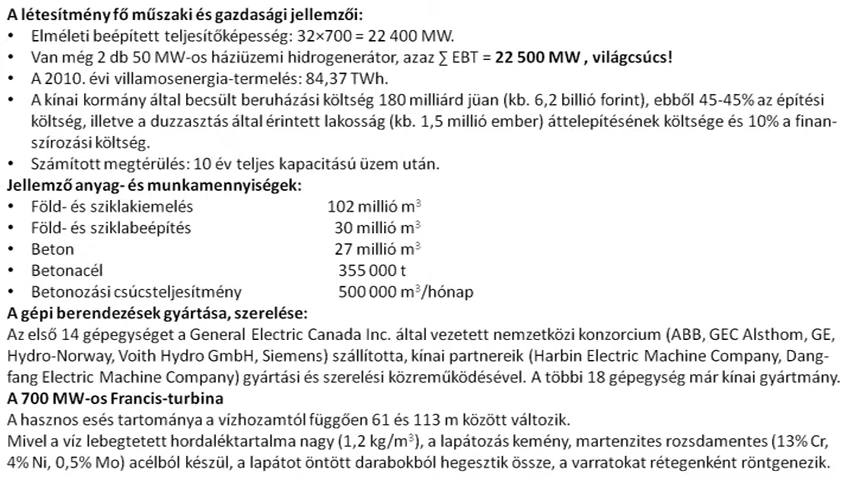 A létesítmény fő műszaki és gazdasági jellemzői:
• Elméleti beépített teljesítőképesség: 32×700 = 22 400 MW.
• Van még 2 db 50 MW-os háziüzemi hidrogenerátor, azaz ∑ EBT = 22 500 MW , világcsúcs!
• A 2010. évi villamosenergia-termelés: 84,37 TWh.
• A kínai kormány által becsült beruházási költség 180 milliárd jüan (kb. 6,2 billió forint), ebből 45-45% az építési
költség, illetve a duzzasztás által érintett lakosság (kb. 1,5 millió ember) áttelepítésének költsége és 10% a finan-
szírozási költség.
• Számított megtérülés: 10 év teljes kapacitású üzem után.
Jellemző anyag- és munkamennyiségek:
• Föld- és sziklakiemelés 102 millió m³
• Föld- és sziklabeépítés 30 millió m³
• Beton 27 millió m³
• Betonacél 355 000 t
• Betonozási csúcsteljesítmény 500 000 m³/hónap
A gépi berendezések gyártása, szerelése:
Az első 14 gépegységet a General Electric Canada Inc. által vezetett nemzetközi konzorcium (ABB, GEC Alsthom, GE,
Hydro-Norway, Voith Hydro GmbH, Siemens) szállította, kínai partnereik (Harbin Electric Machine Company, Dang-
fang Electric Machine Company) gyártási és szerelési közreműködésével. A többi 18 gépegység már kínai gyártmány.
A 700 MW-os Francis-turbina
A hasznos esés tartománya a vízhozamtól függően 61 és 113 m között változik.
Mivel a víz lebegtetett hordaléktartalma nagy (1,2 kg/m³), a lapátozás kemény, martenzites rozsdamentes (13% Cr,
4% Ni, 0,5% Mo) acélból készül, a lapátot öntött darabokból hegesztik össze, a varratokat rétegenként röntgenezik.